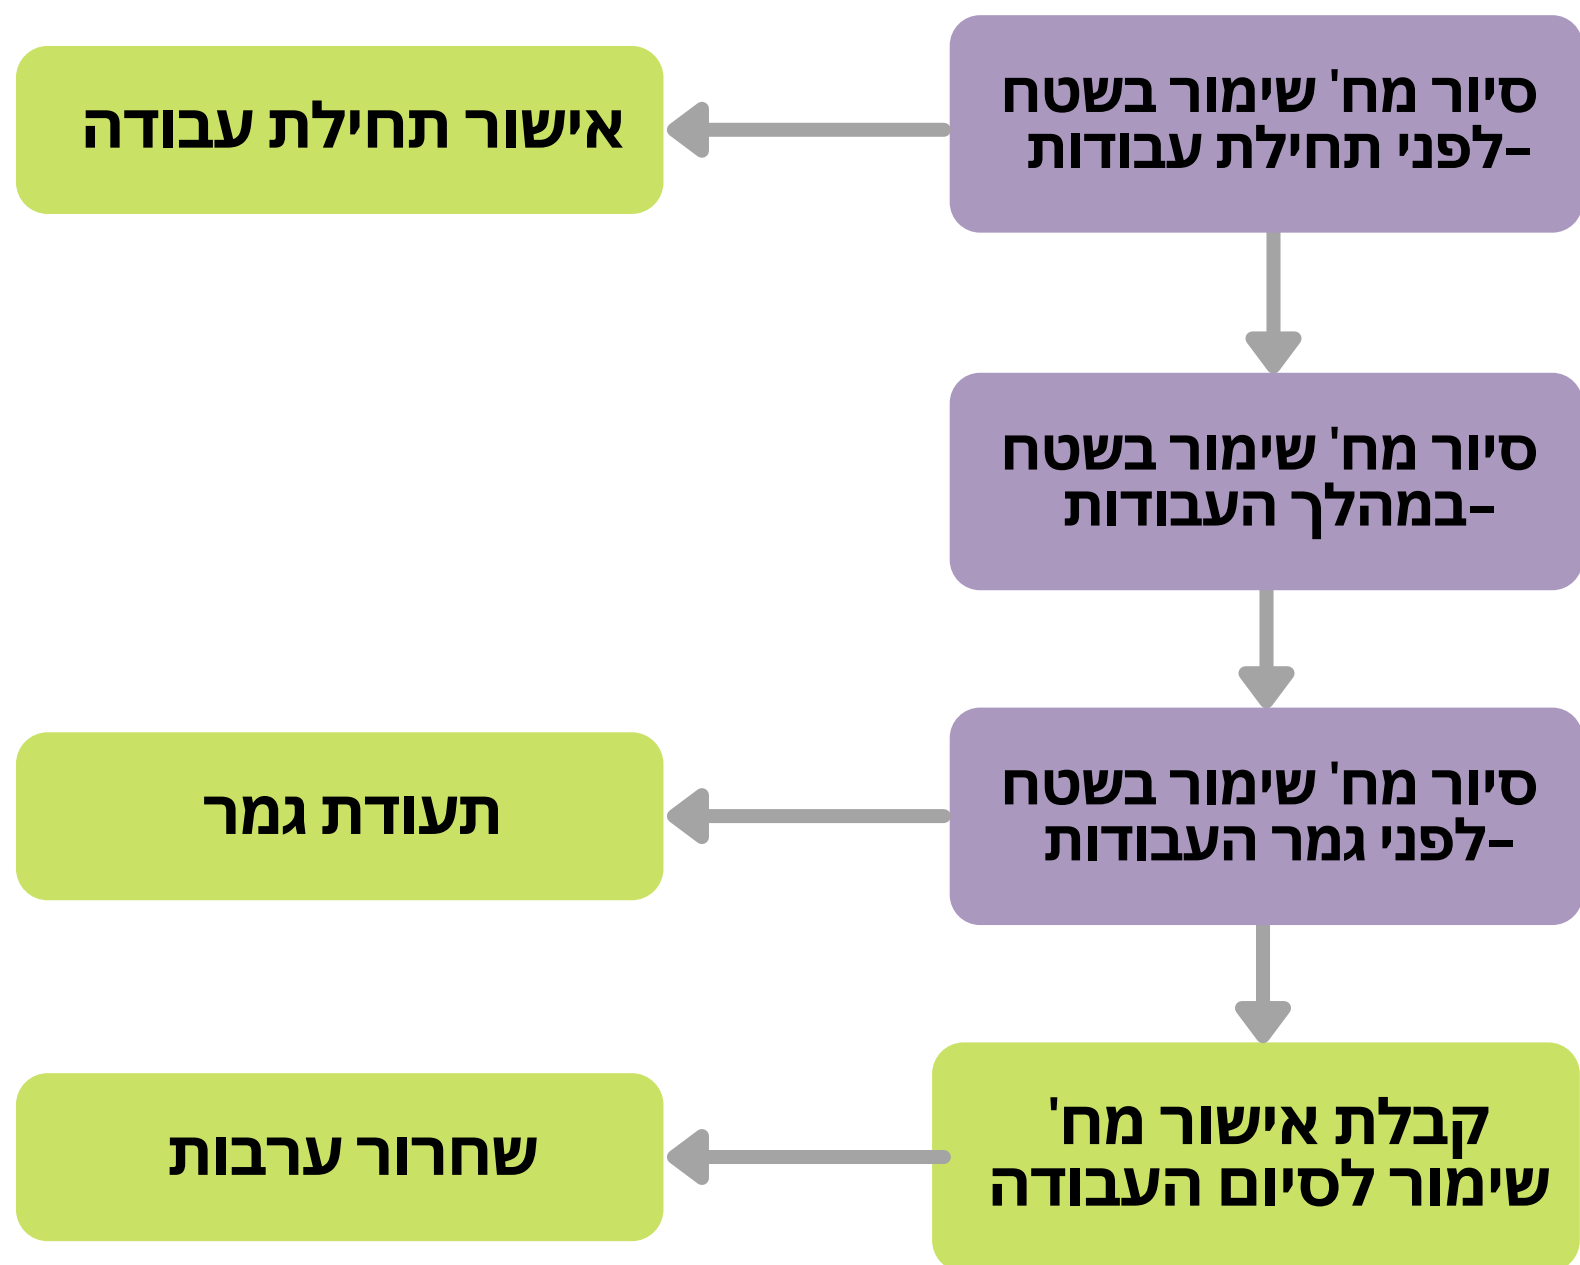 סיור מח' שימור בשטח
–לפני תחילת עבודות
אישור תחילת עבודה
סיור מח' שימור בשטח
–במהלך העבודות
סיור מח' שימור בשטח
–לפני גמר העבודות
תעודת גמר
קבלת אישור מח'
שימור לסיום העבודה
שחרור ערבות